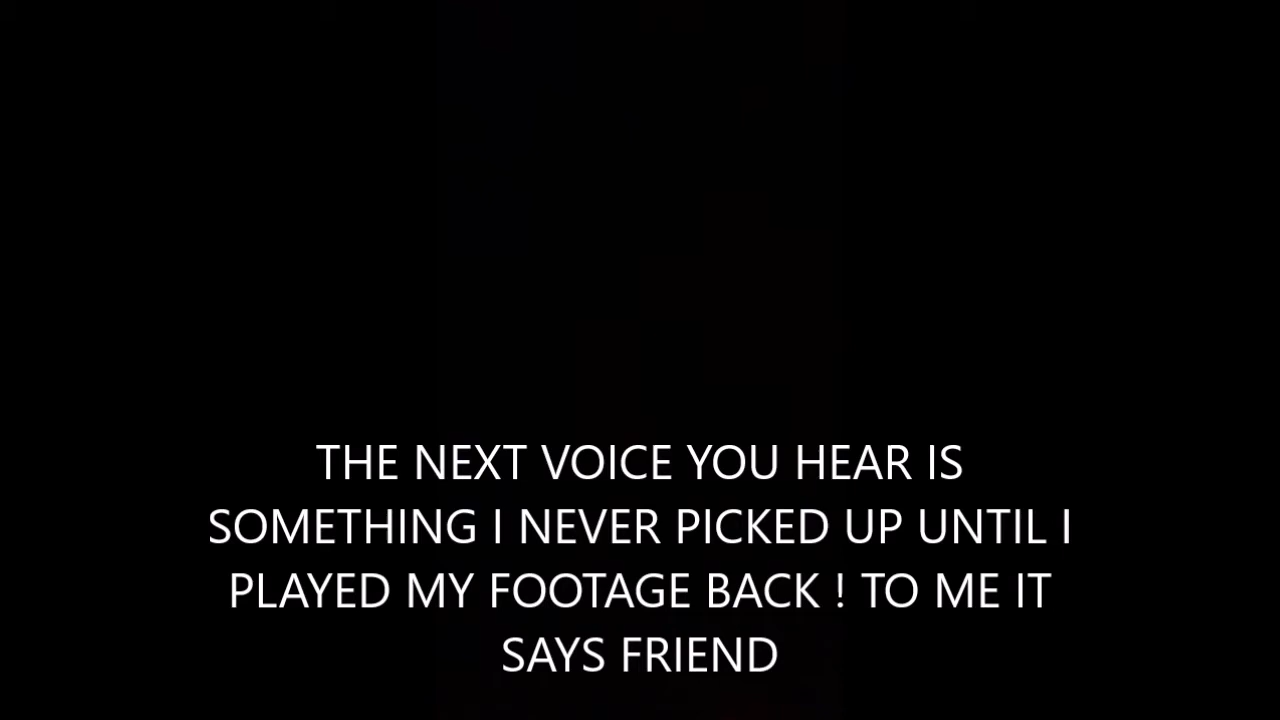 THE NEXT VOICE YOU HEAR IS
SOMETHING I NEVER PICKED UP UNTIL I
PLAYED MY FOOTAGE BACK ! TO ME IT
SAYS FRIEND